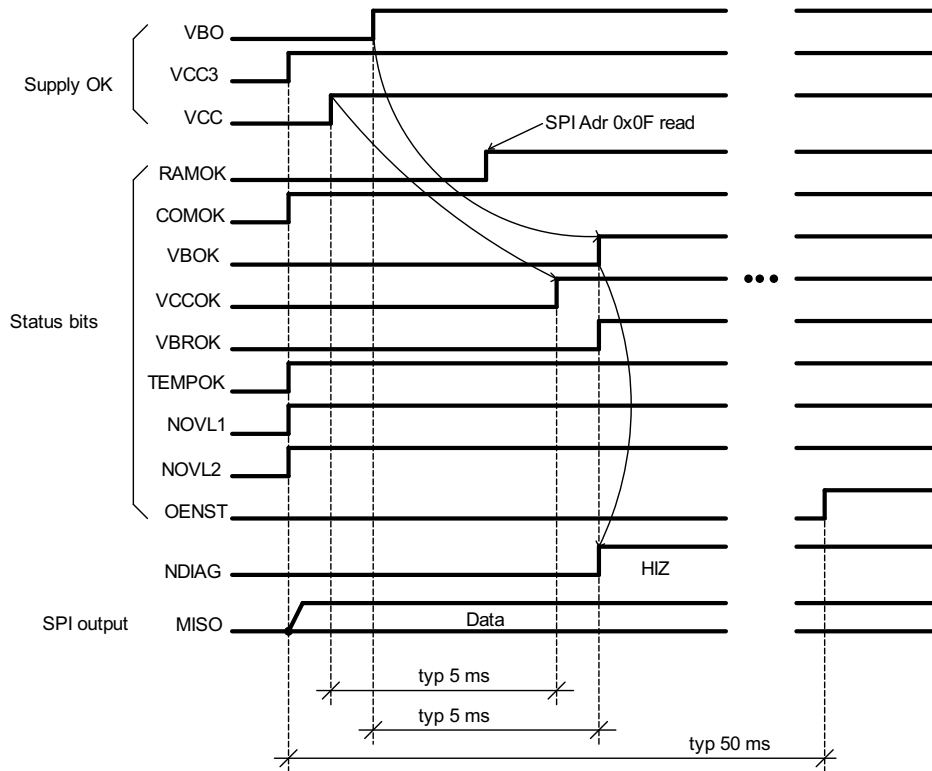 VBO
Supply OK
VCC3
VCC
SPI Adr 0x0F read
RAMOK
COMOK
VBOK
VCCOK
Status bits
VBROK
TEMPOK
NOVL1
NOVL2
OENST
NDIAG
HIZ
SPI output
MISO
Data
typ 5 ms
typ 5 ms
typ 50 ms